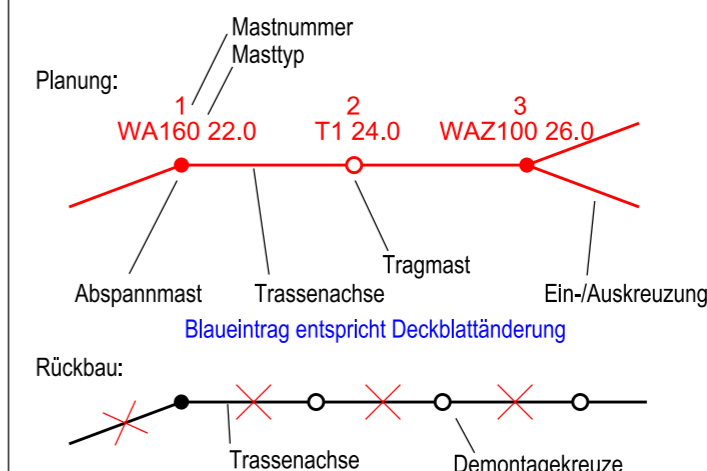 Mastnummer
Masttyp
Planung:
1 2 3
WA160 22.0 T1 24.0 WAZ100 26.0
Tragmast
Abspannmast Trassenachse Ein-/Auskreuzung
Blaueintrag entspricht Deckblattänderung
Rückbau:
Trassenachse
Demontagekreuze